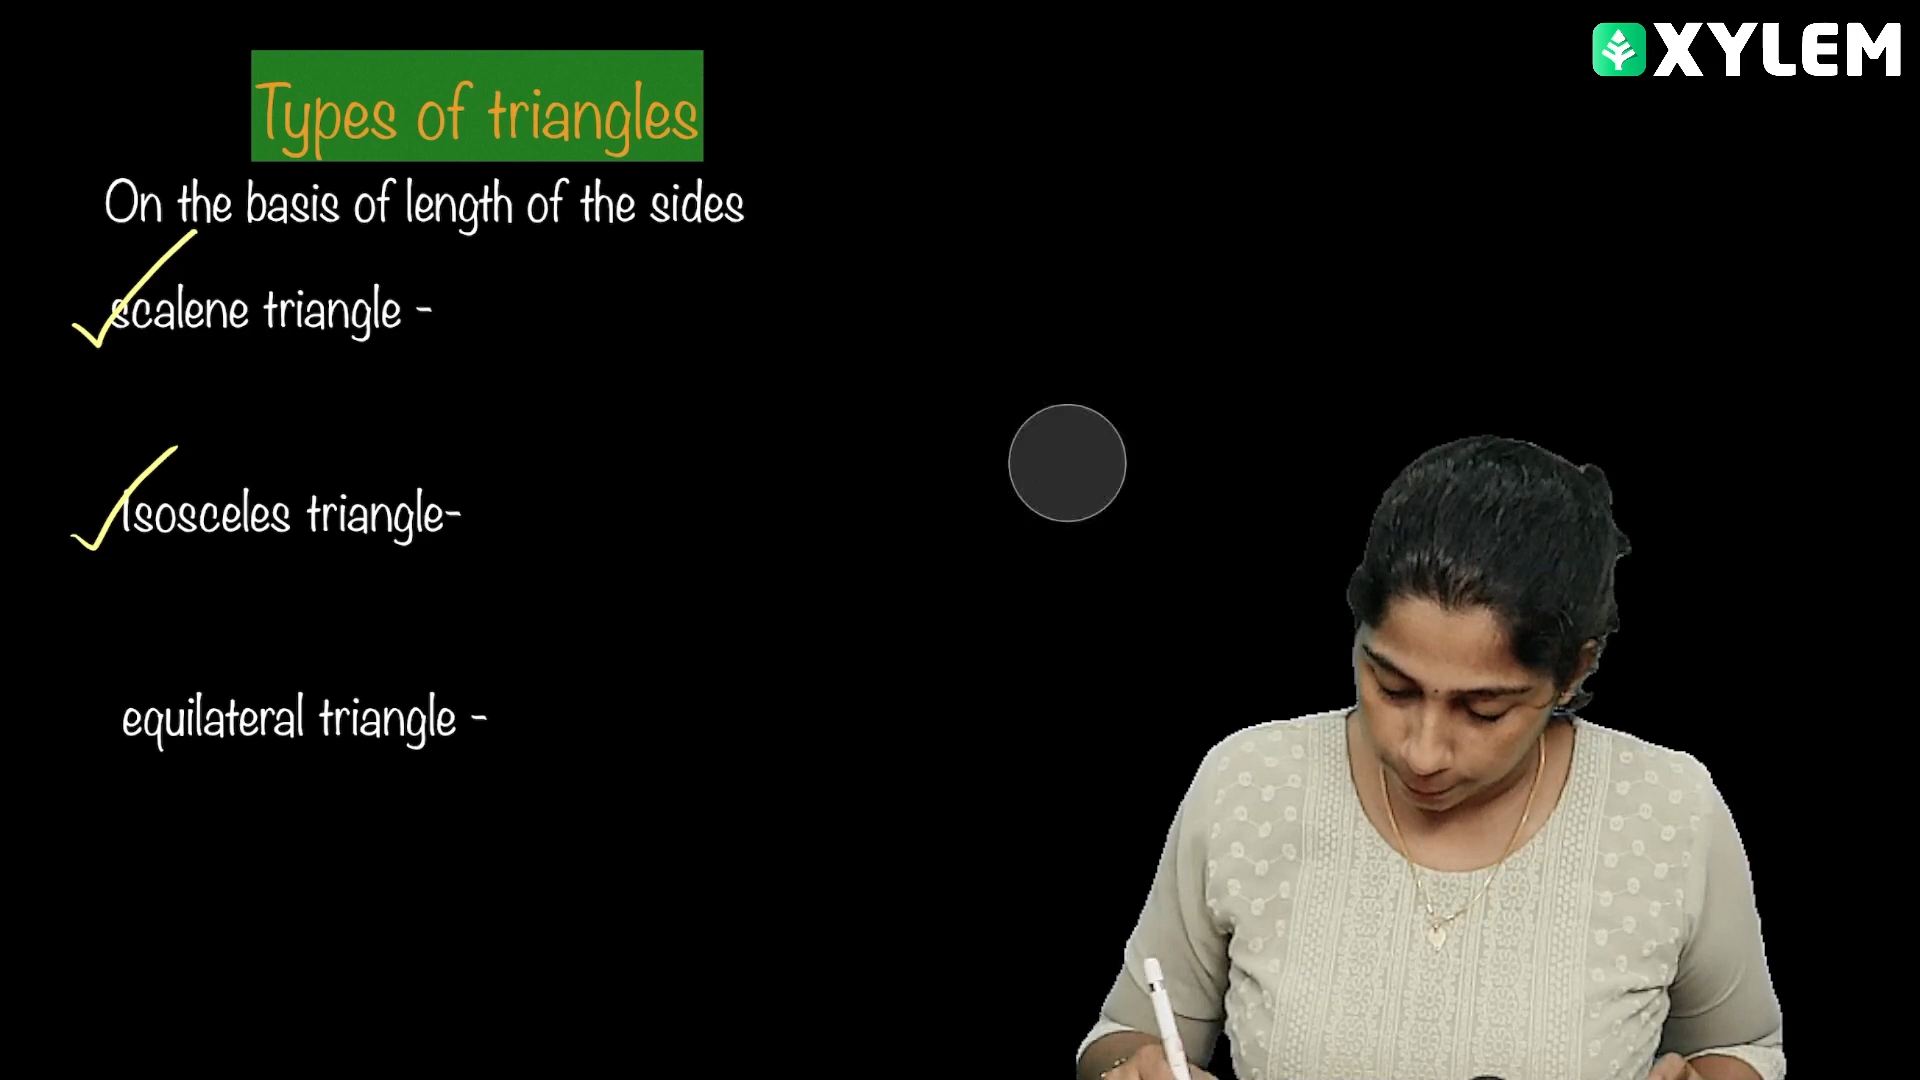 XYLEM
Types of triangles
On the basis of length of the sides
scalene triangle -
Isosceles triangle-
equilateral triangle -